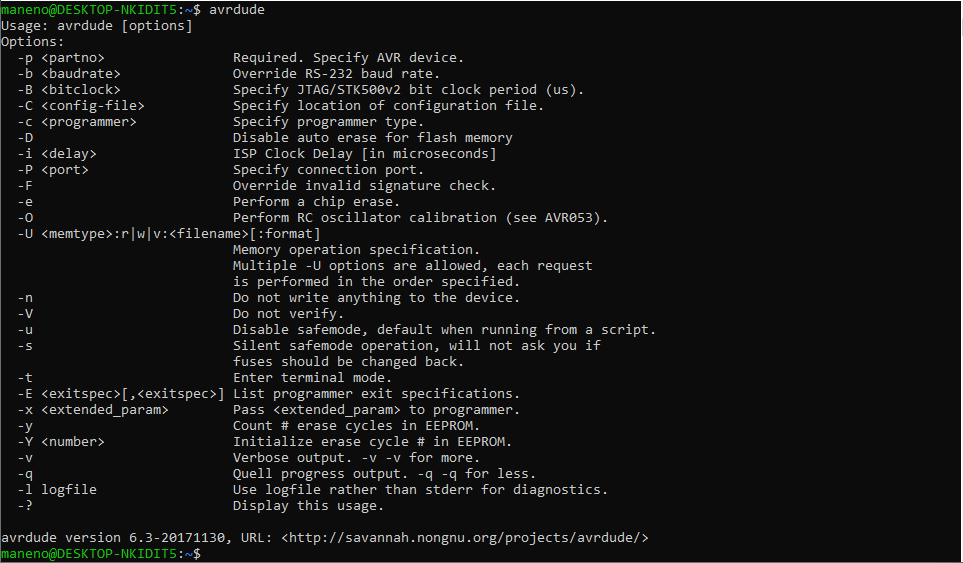 maneno@DESKTOP-NKIDIT5:~$ avrdude
Usage: avrdude [options]
Options:
  -p <partno>                Required. Specify AVR device.
  -b <baudrate>              Override RS-232 baud rate.
  -B <bitclock>              Specify JTAG/STK500v2 bit clock period (us).
  -C <config-file>           Specify location of configuration file.
  -c <programmer>            Specify programmer type.
  -D                         Disable auto erase for flash memory
  -i <delay>                 ISP Clock Delay [in microseconds]
  -P <port>                  Specify connection port.
  -F                         Override invalid signature check.
  -e                         Perform a chip erase.
  -O                         Perform RC oscillator calibration (see AVR053).
  -U <memtype>:r|w|v:<filename>[:format]
                             Memory operation specification.
                             Multiple -U options are allowed, each request
                             is performed in the order specified.
  -n                         Do not write anything to the device.
  -V                         Do not verify.
  -u                         Disable safemode, default when running from a script.
  -s                         Silent safemode operation, will not ask you if
                             fuses should be changed back.
  -t                         Enter terminal mode.
  -E <exitspec>[,<exitspec>] List programmer exit specifications.
  -x <extended_param>        Pass <extended_param> to programmer.
  -y                         Count # erase cycles in EEPROM.
  -Y <number>                Initialize erase cycle # in EEPROM.
  -v                         Verbose output. -v -v for more.
  -q                         Quell progress output. -q -q for less.
  -l logfile                 Use logfile rather than stderr for diagnostics.
  -?                         Display this usage.

avrdude version 6.3-20171130, URL: <http://savannah.nongnu.org/projects/avrdude/>
maneno@DESKTOP-NKIDIT5:~$